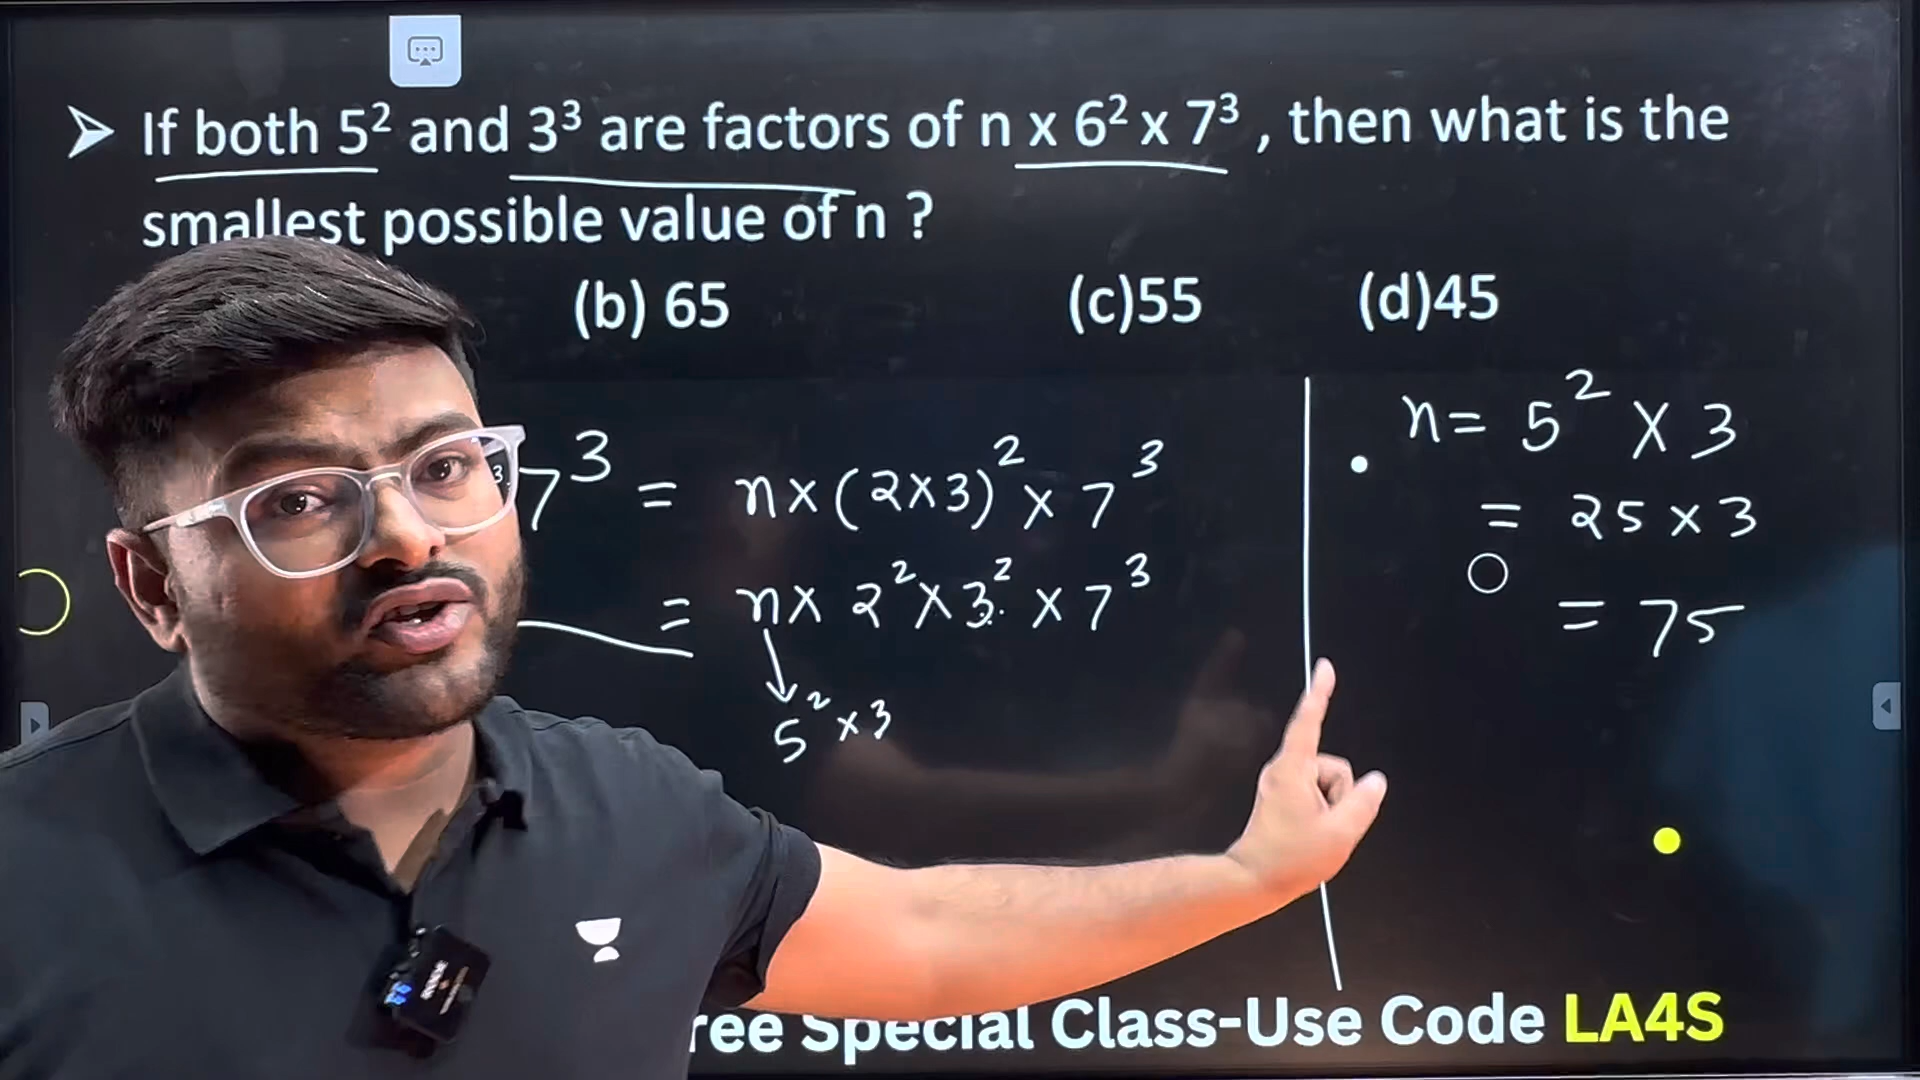 ➤ If both 5² and 3³ are factors of n x 6² x 7³ , then what is the
smallest possible value of n ?
(b) 65 (c)55 (d)45
7³ = n×(2×3)²×7³
= n× 2²×3² ×7³
5²×3
n= 5² × 3
= 25×3
= 75
ree Special Class-Use Code LA4S